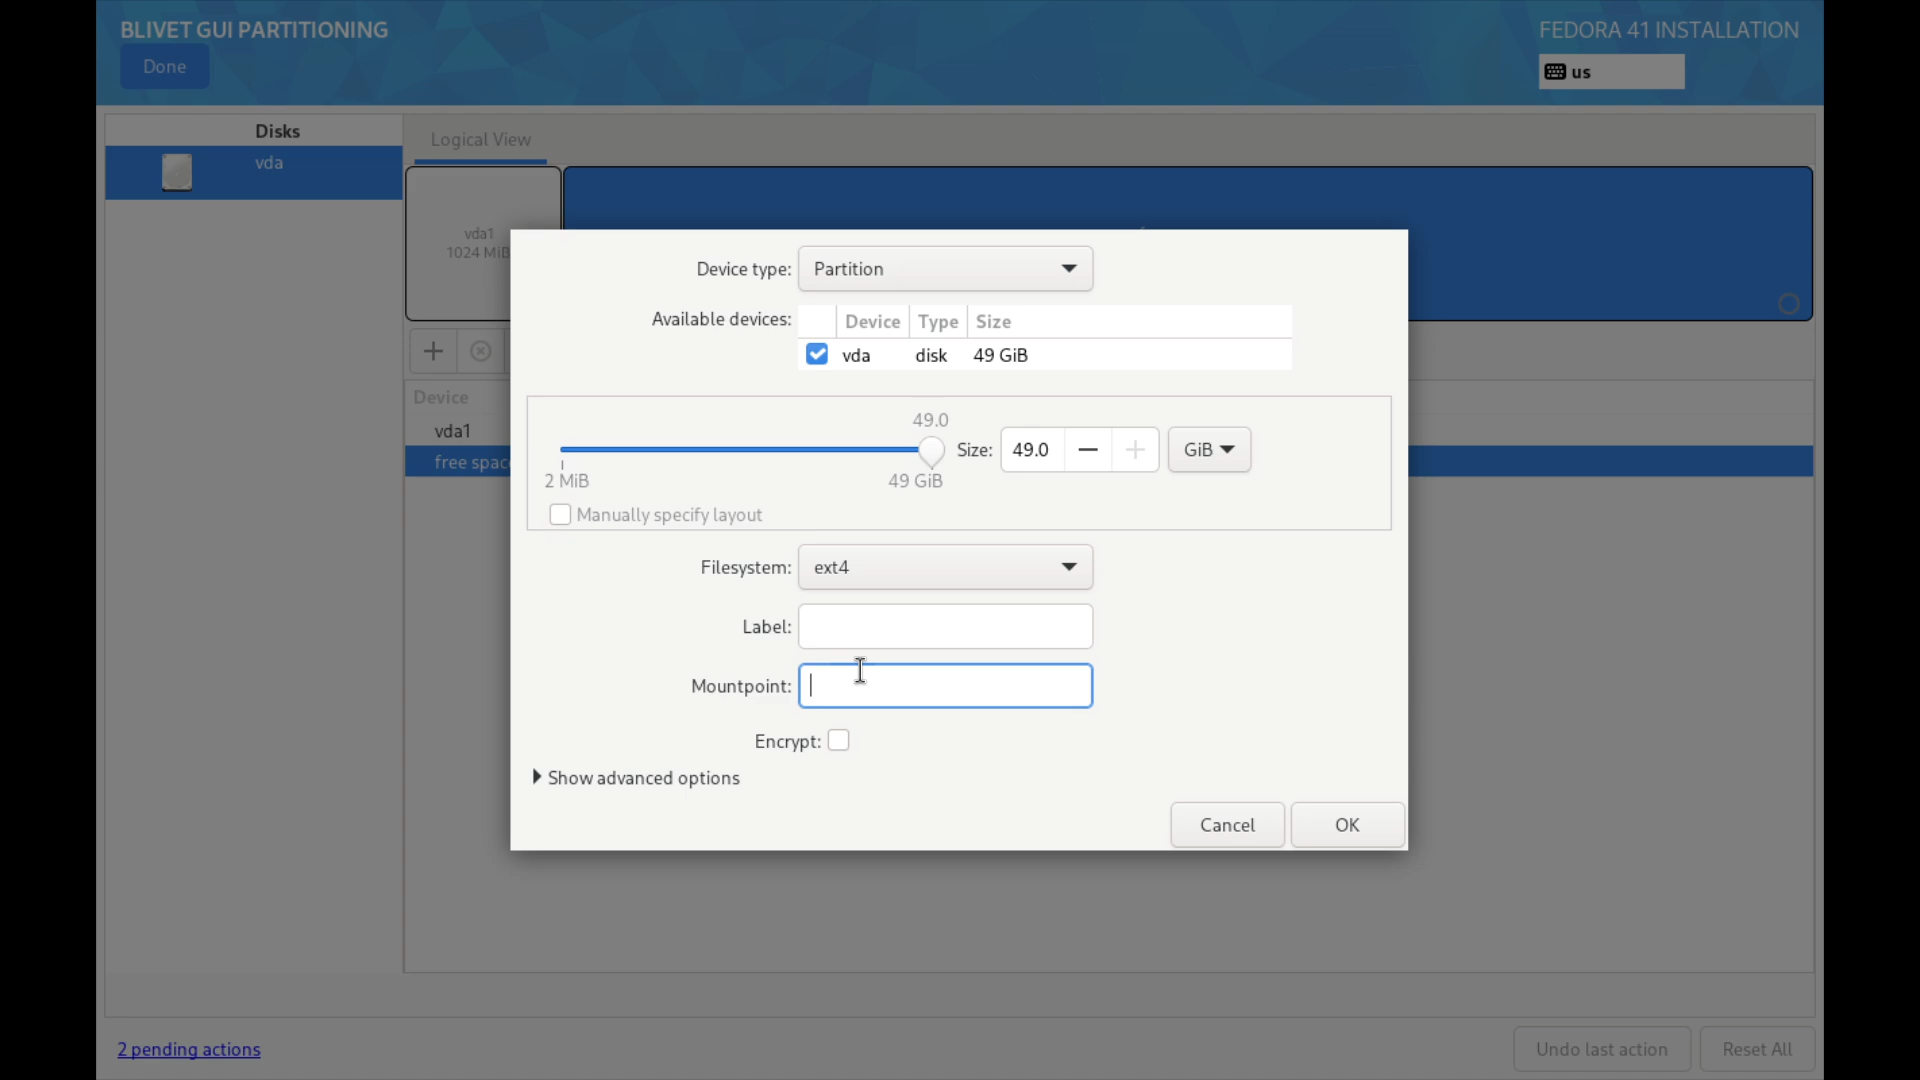 BLIVET GUI PARTITIONING
FEDORA 41 INSTALLATION
Done
us
Disks
vda
Logical View
vda1
1024 MiB
Device
vda1
free space
Device type: Partition
Available devices:
Device Type Size
vda disk 49 GiB
49.0
Size: 49.0 GiB
2 MiB 49 GiB
Manually specify layout
Filesystem: ext4
Label:
Mountpoint:
Encrypt:
Show advanced options
Cancel OK
2 pending actions
Undo last action Reset All